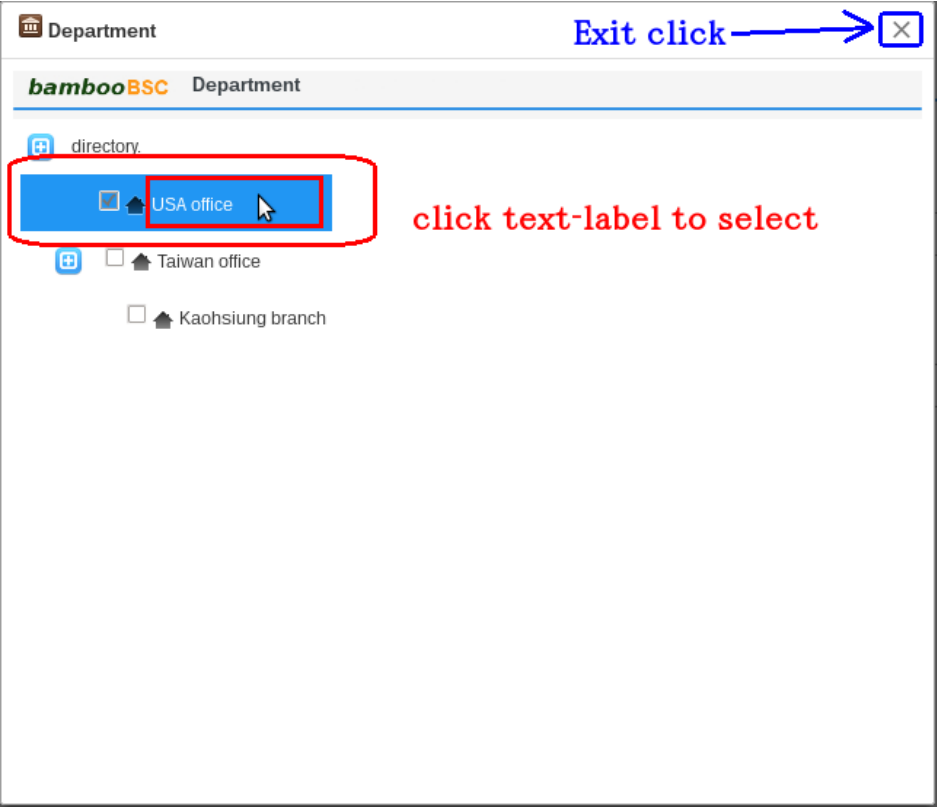 Department
Exit click
bambooBSC Department
directory.
USA office
click text-label to select
Taiwan office
Kaohsiung branch